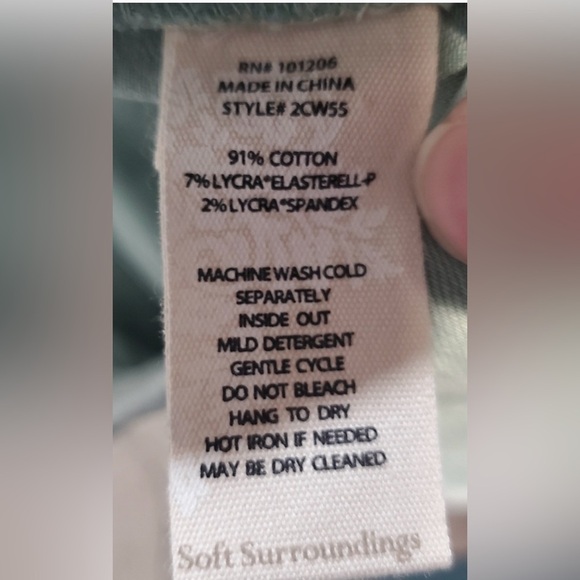 RN# 101206
MADE IN CHINA
STYLE# 2CW55
91% COTTON
7% LYCRA®ELASTERELL-P
2% LYCRA®SPANDEX
MACHINE WASH COLD
SEPARATELY
INSIDE OUT
MILD DETERGENT
GENTLE CYCLE
DO NOT BLEACH
HANG TO DRY
HOT IRON IF NEEDED
MAY BE DRY CLEANED
Soft Surroundings